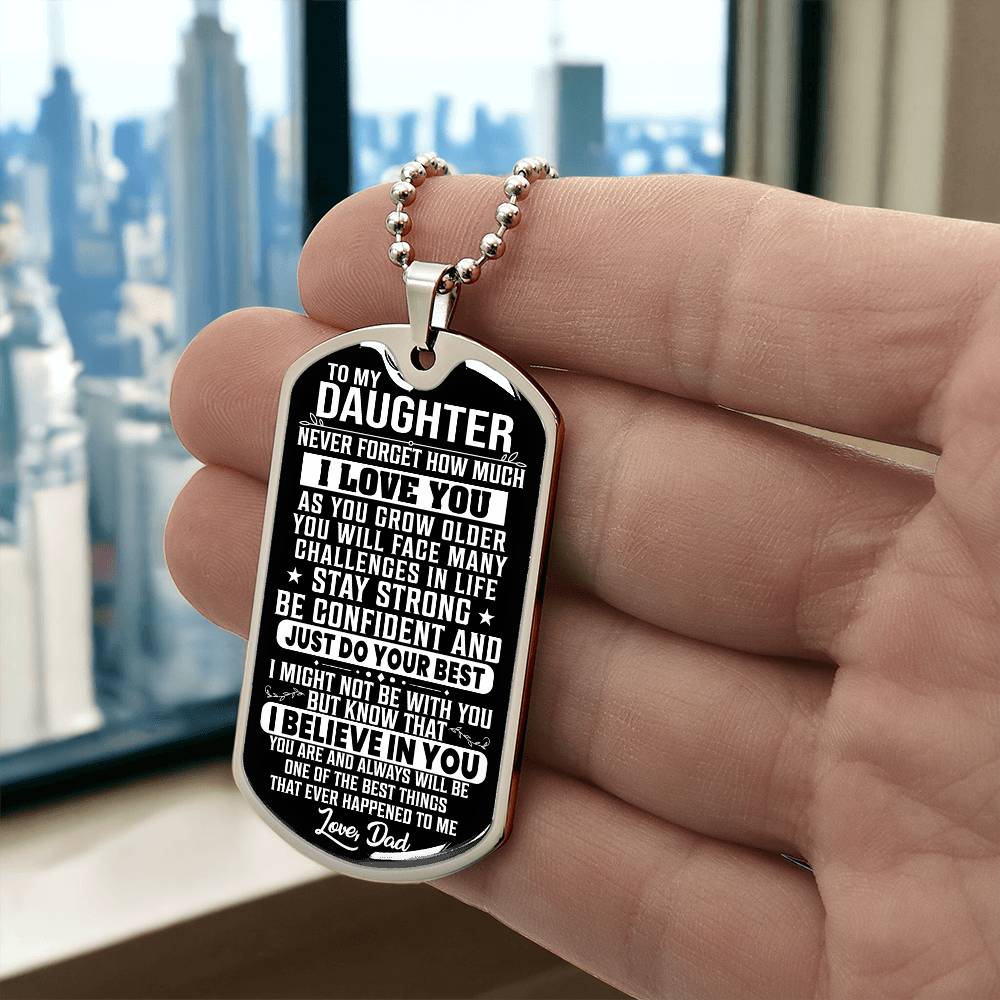 TO MY
DAUGHTER
NEVER FORGET HOW MUCH
I LOVE YOU
AS YOU GROW OLDER
YOU WILL FACE MANY
CHALLENGES IN LIFE
STAY STRONG
BE CONFIDENT AND
JUST DO YOUR BEST
I MIGHT NOT BE WITH YOU
BUT KNOW THAT
I BELIEVE IN YOU
YOU ARE AND ALWAYS WILL BE
ONE OF THE BEST THINGS
THAT EVER HAPPENED TO ME
Love, Dad